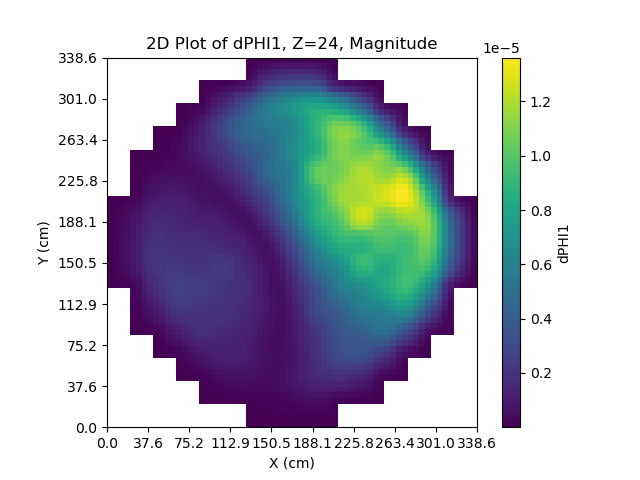 2D Plot of dPHI1, Z=24, Magnitude
1e−5
338.6
301.0
263.4
225.8
188.1
150.5
112.9
75.2
37.6
0.0
Y (cm)
0.0 37.6 75.2 112.9 150.5 188.1 225.8 263.4 301.0 338.6
X (cm)
1.2
1.0
0.8
0.6
0.4
0.2
dPHI1